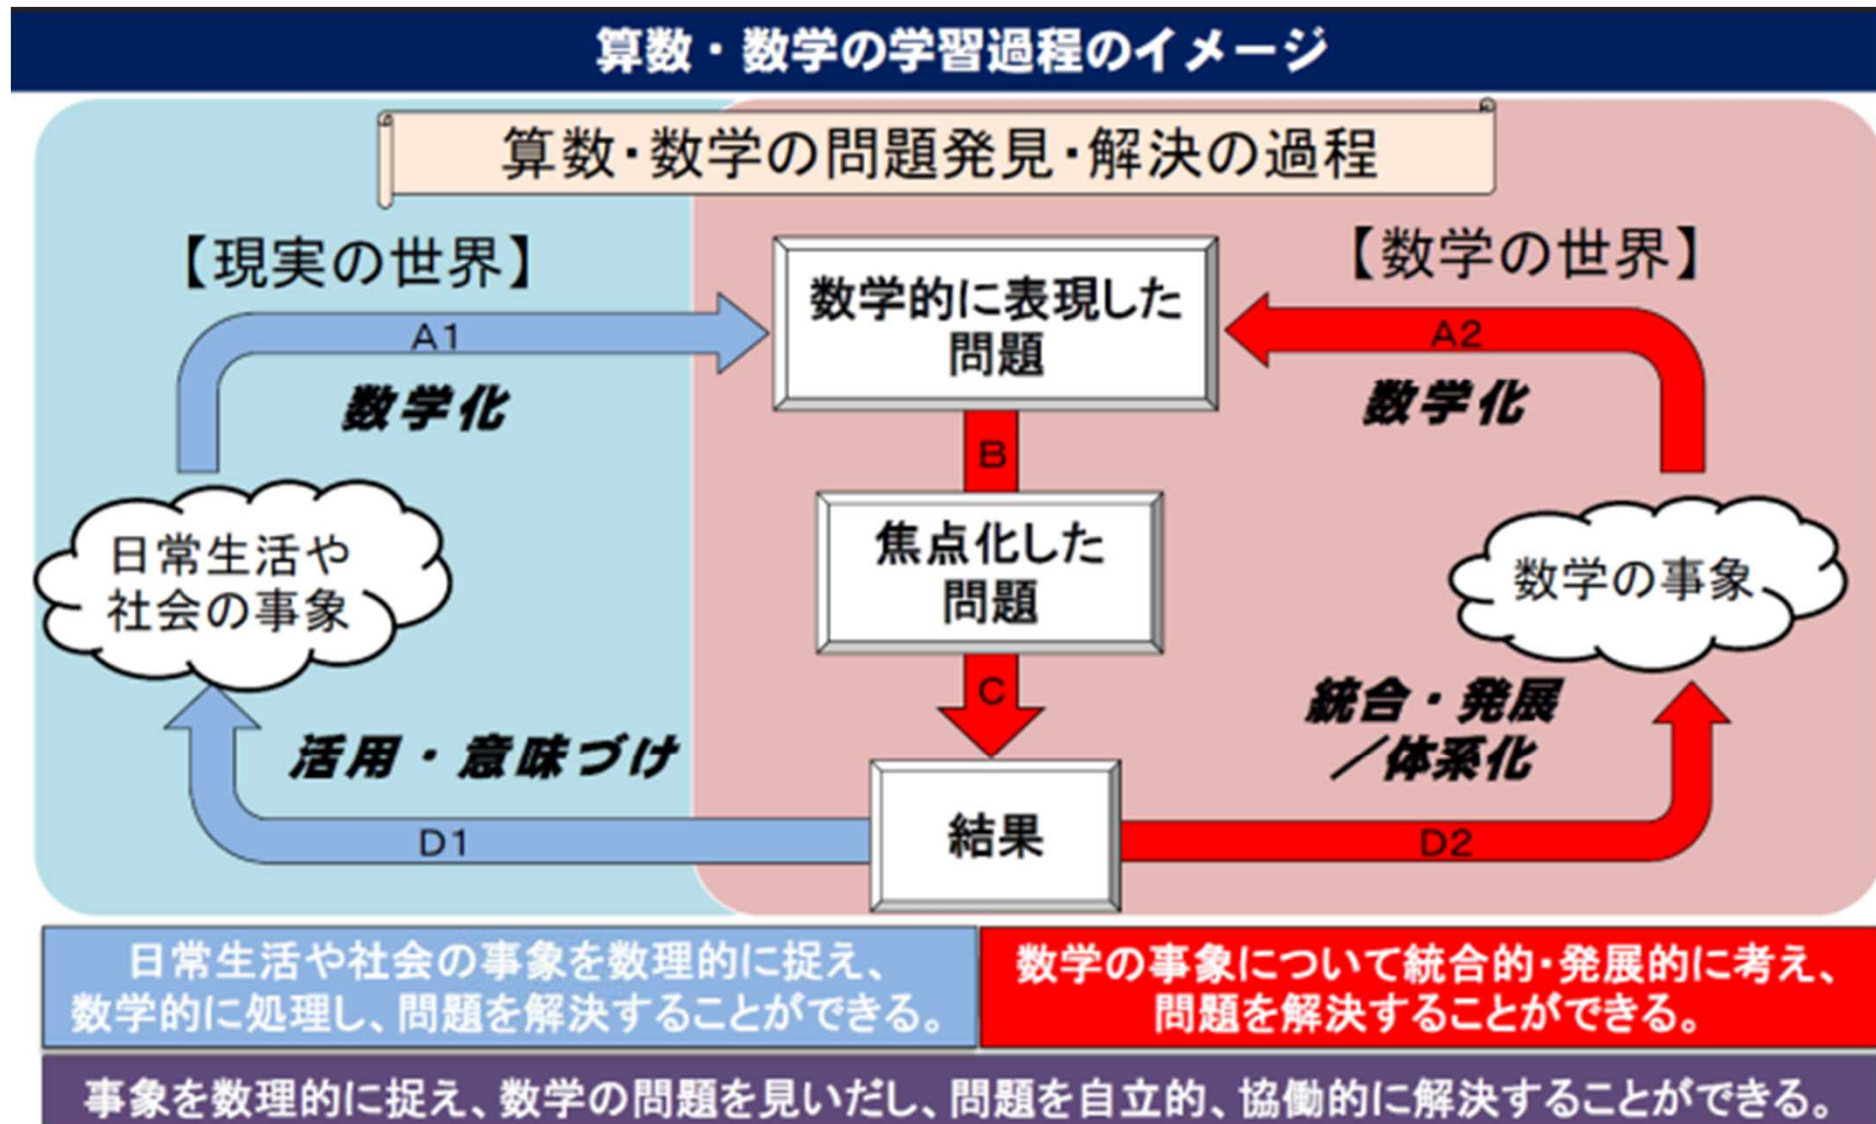 算数・数学の学習過程のイメージ
算数・数学の問題発見・解決の過程
【現実の世界】
【数学の世界】
数学的に表現した
問題
A1
数学化
A2
数学化
B
日常生活や
社会の事象
焦点化した
問題
数学の事象
C
活用・意味づけ
統合・発展
／体系化
D1
結果
D2
日常生活や社会の事象を数理的に捉え、
数学的に処理し、問題を解決することができる。
数学の事象について統合的・発展的に考え、
問題を解決することができる。
事象を数理的に捉え、数学の問題を見いだし、問題を自立的、協働的に解決することができる。